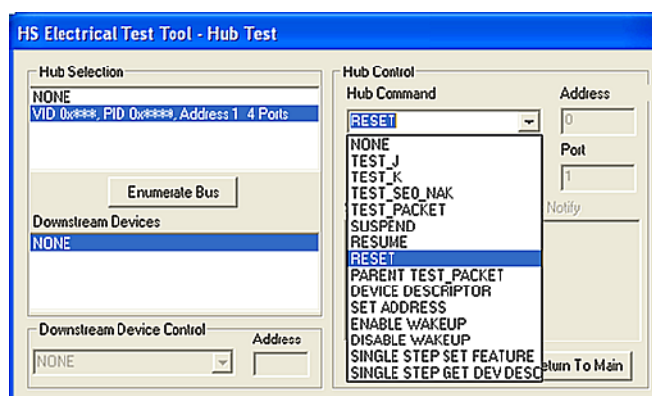 HS Electrical Test Tool - Hub Test
Hub Selection
NONE
VID 0x***, PID 0x****, Address 1 4 Ports
Enumerate Bus
Downstream Devices
NONE
Downstream Device Control
Address
NONE
Hub Control
Hub Command
Address
RESET
0
Port
1
NONE
TEST_J
TEST_K
TEST_SE0_NAK
TEST_PACKET
SUSPEND
RESUME
RESET
PARENT TEST_PACKET
DEVICE DESCRIPTOR
SET ADDRESS
ENABLE WAKEUP
DISABLE WAKEUP
SINGLE STEP SET FEATURE
SINGLE STEP GET DEV DESC
Notify
eturn To Main